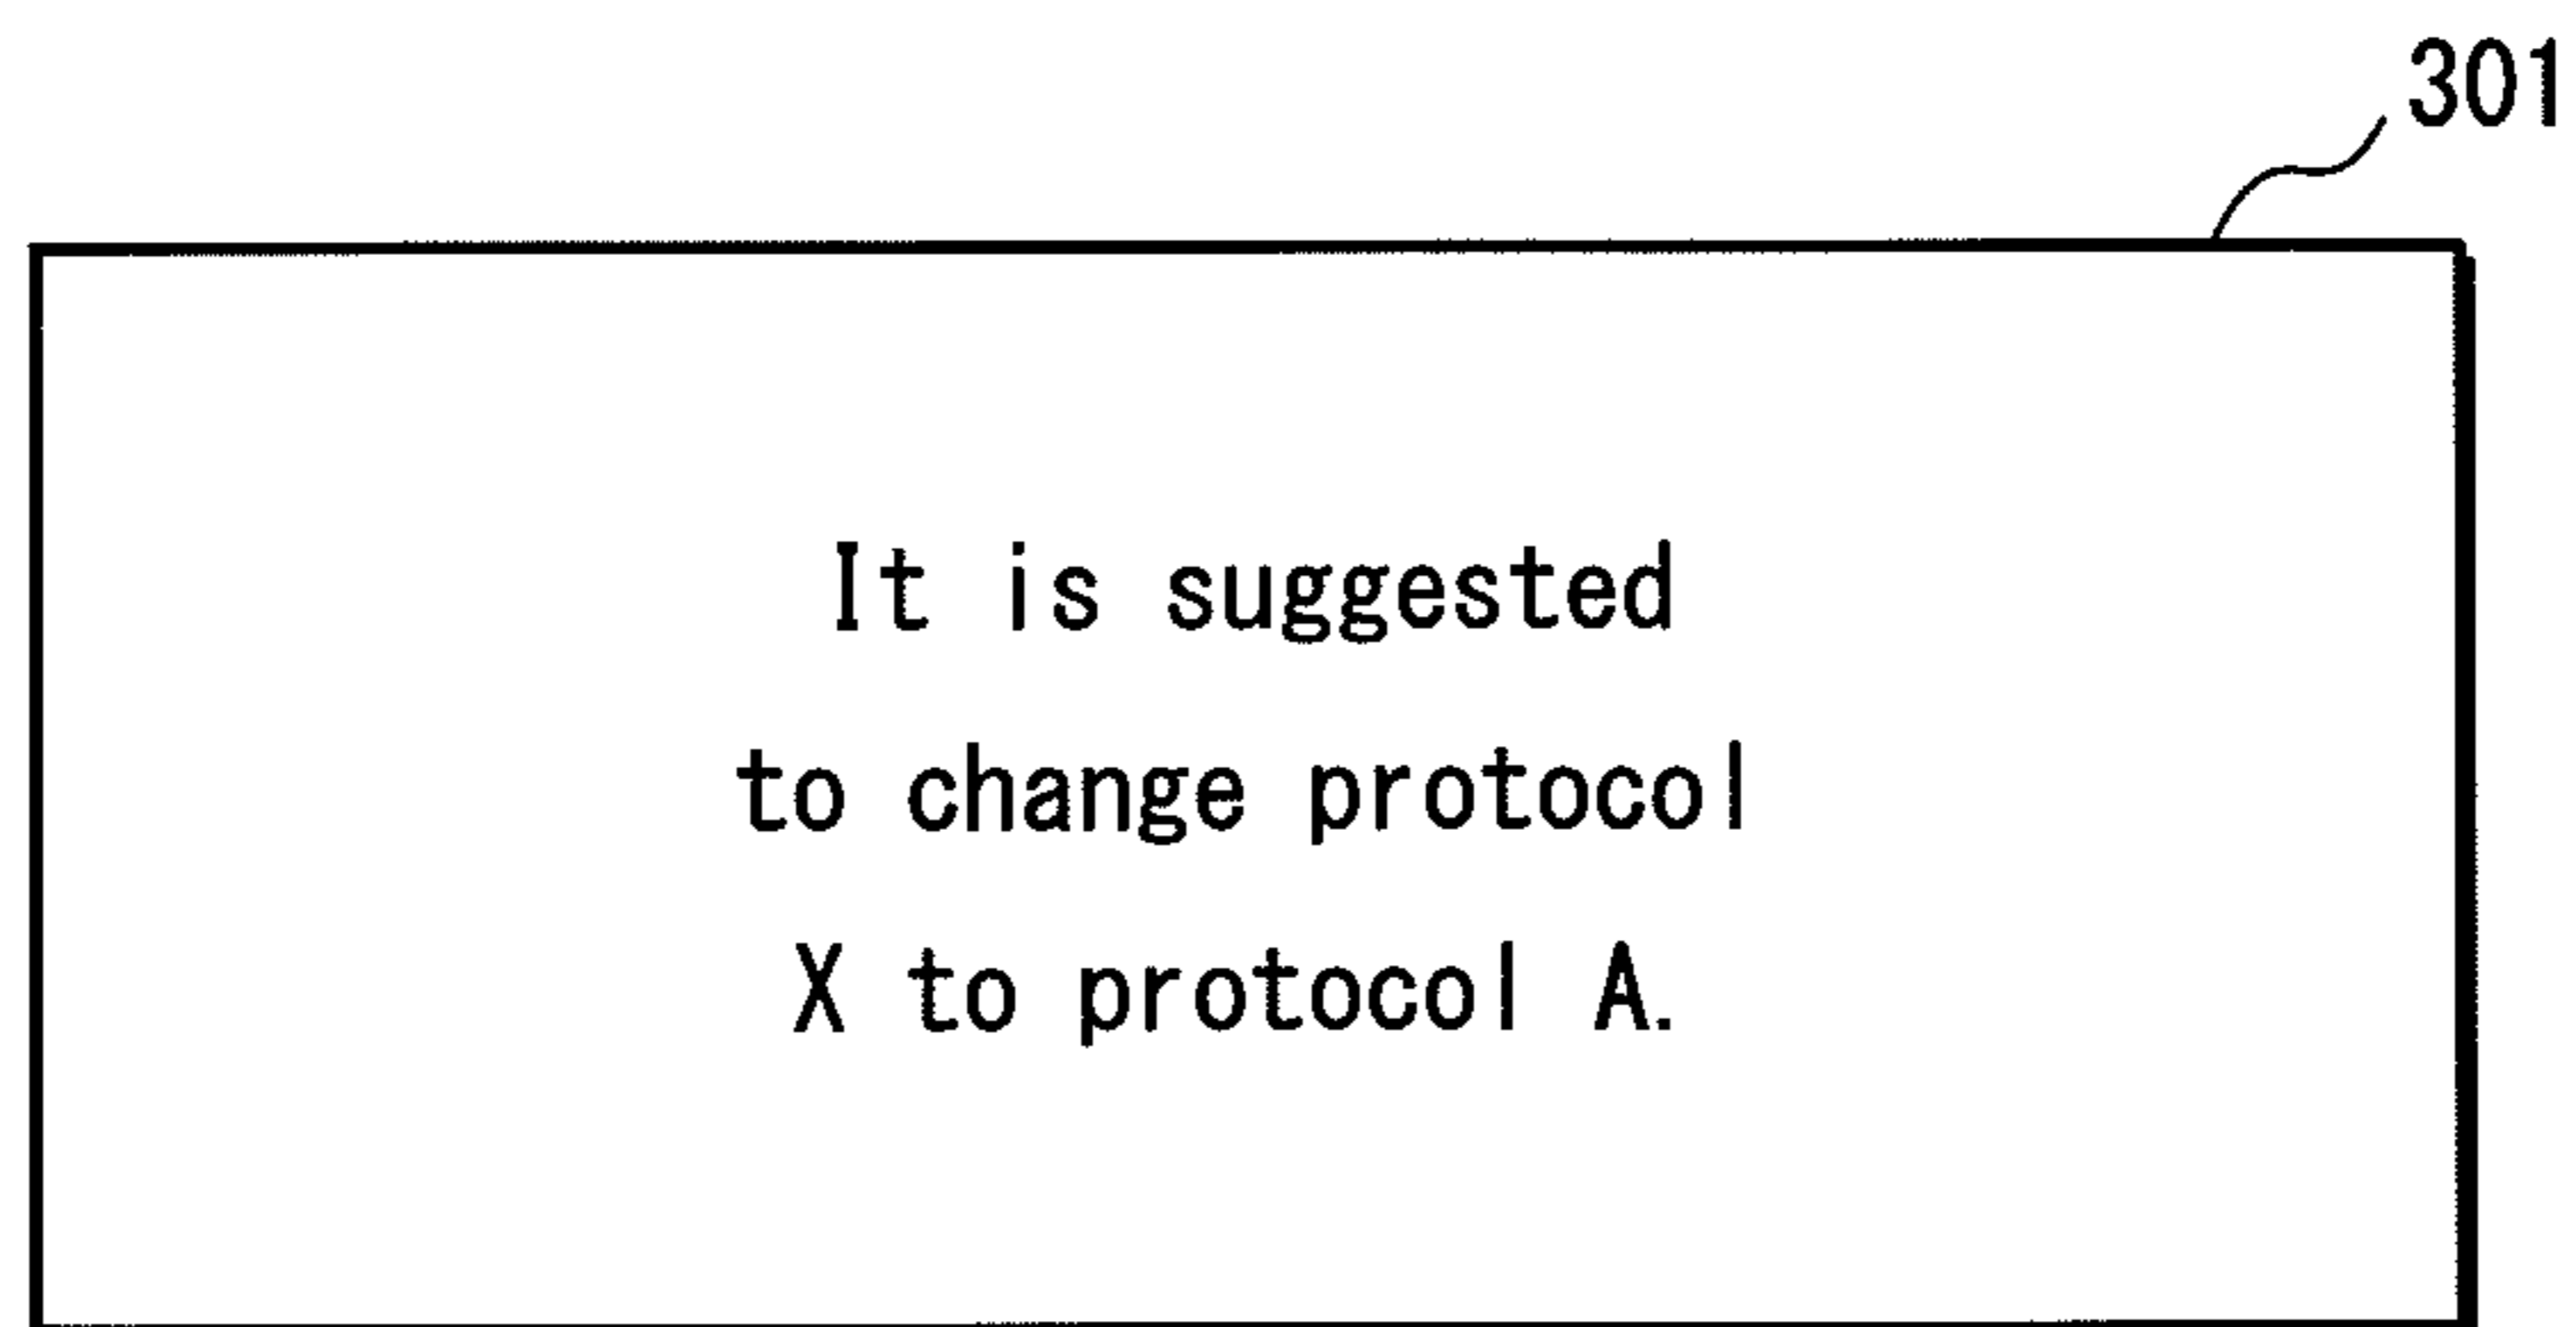 301
It is suggested
to change protocol
X to protocol A.